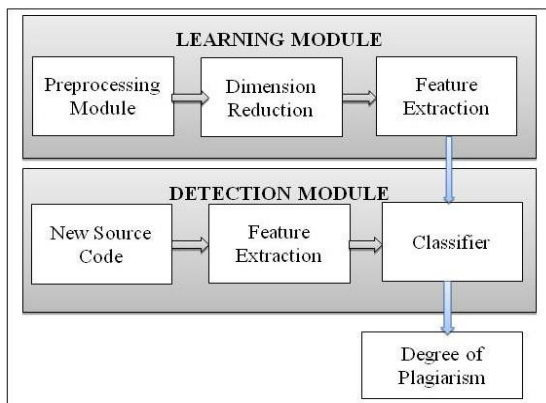 LEARNING MODULE
Preprocessing
Module
Dimension
Reduction
Feature
Extraction
DETECTION MODULE
New Source
Code
Feature
Extraction
Classifier
Degree of
Plagiarism